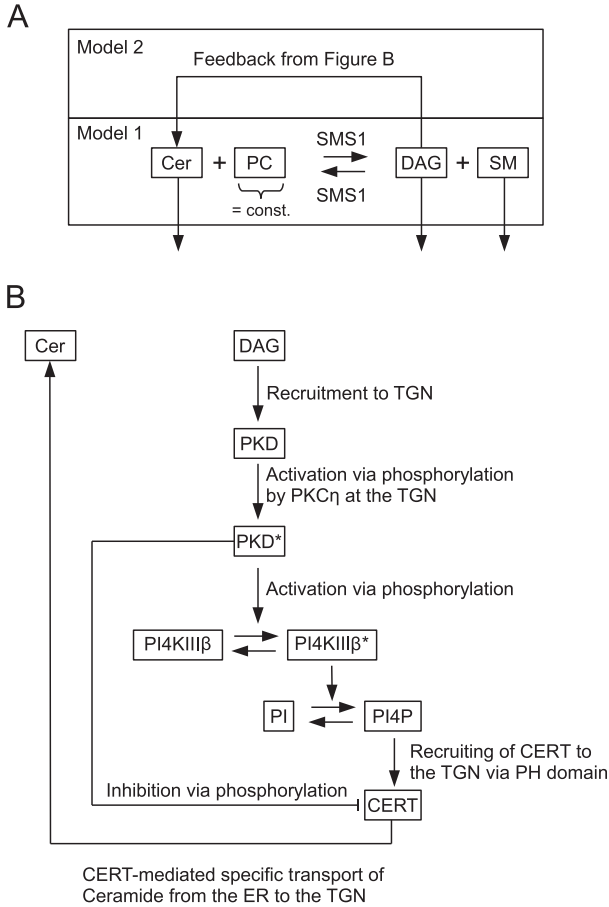 A
Model 2
Feedback from Figure B
Model 1
SMS1
Cer + PC DAG + SM
SMS1
= const.
B
Cer DAG
Recruitment to TGN
PKD
Activation via phosphorylation
by PKCη at the TGN
PKD*
Activation via phosphorylation
PI4KIIIβ PI4KIIIβ*
PI PI4P
Recruiting of CERT to
the TGN via PH domain
Inhibition via phosphorylation
CERT
CERT-mediated specific transport of
Ceramide from the ER to the TGN